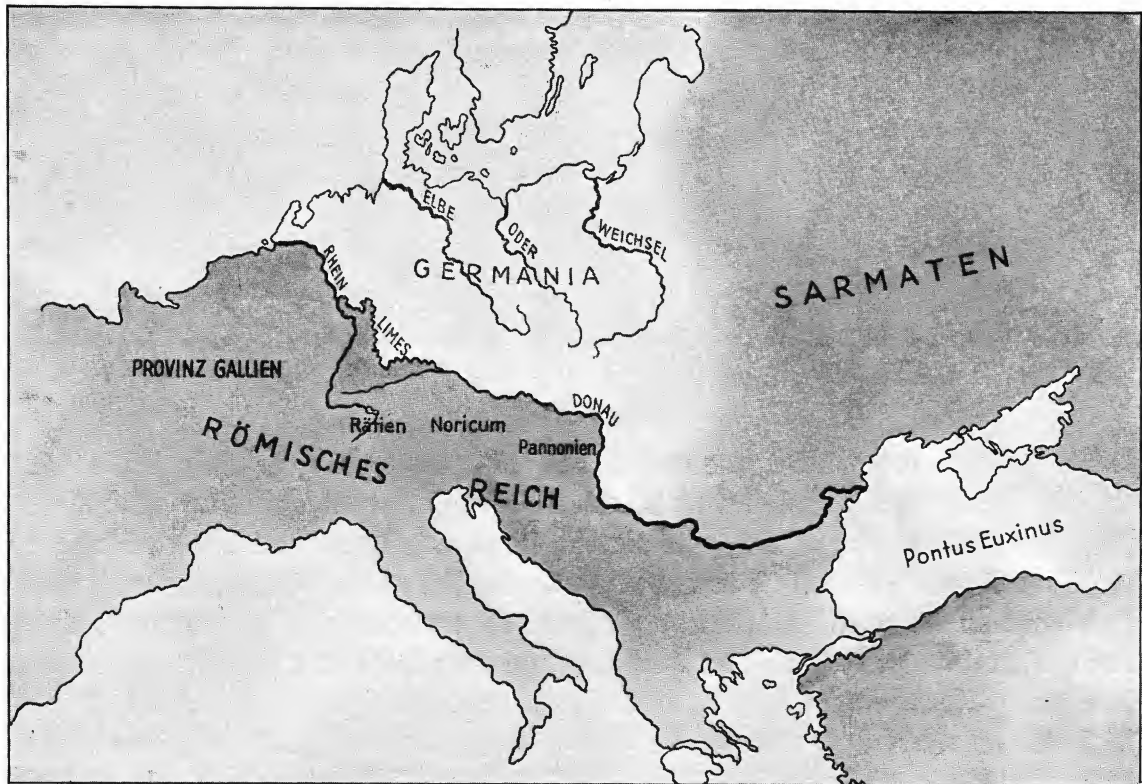 ELBE
ODER
WEICHSEL
RHEIN
GERMANIA
SARMATEN
LIMES
PROVINZ GALLIEN
DONAU
Rätien
Noricum
Pannonien
RÖMISCHES
REICH
Pontus Euxinus